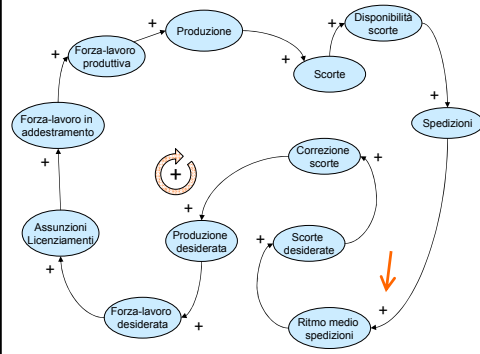 Produzione
+
Disponibilità
scorte
+
+
+
Forza-lavoro
produttiva
+
Scorte
+
Forza-lavoro in
addestramento
Spedizioni
+
Correzione
scorte
+
+
+
Assunzioni
Licenziamenti
Produzione
desiderata
+
Scorte
desiderate
+
Forza-lavoro
desiderata
+
+
Ritmo medio
spedizioni